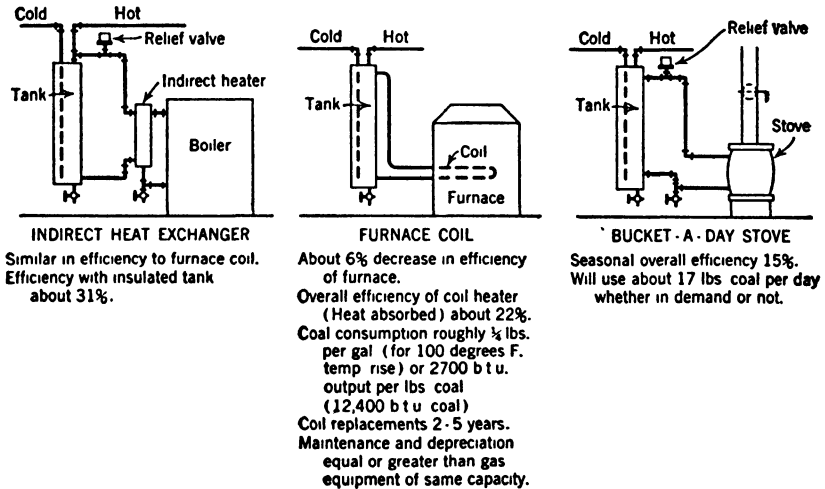 Cold Hot
Relief valve
Indirect heater
Tank
Boiler
INDIRECT HEAT EXCHANGER
Similar in efficiency to furnace coil.
Efficiency with insulated tank
about 31%.
Cold Hot
Tank
Coil
Furnace
FURNACE COIL
About 6% decrease in efficiency
of furnace.
Overall efficiency of coil heater
(Heat absorbed) about 22%.
Coal consumption roughly ¼ lbs.
per gal (for 100 degrees F.
temp rise) or 2700 b t u.
output per lbs coal
(12,400 b t u coal)
Coil replacements 2-5 years.
Maintenance and depreciation
equal or greater than gas
equipment of same capacity.
Cold Hot
Relief valve
Tank
Stove
BUCKET-A-DAY STOVE
Seasonal overall efficiency 15%.
Will use about 17 lbs coal per day
whether in demand or not.